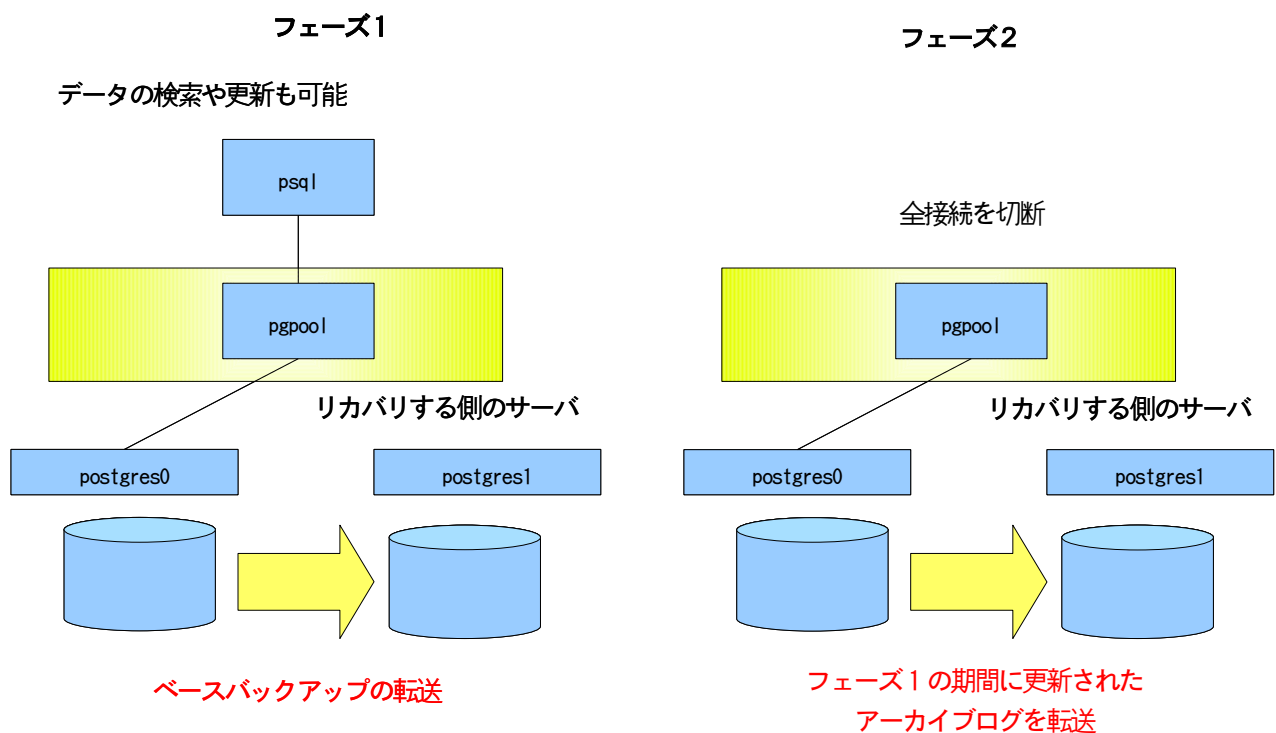 フェーズ1
データの検索や更新も可能
psql
pgpool
リカバリする側のサーバ
postgres0
postgres1
ベースバックアップの転送
フェーズ2
全接続を切断
pgpool
リカバリする側のサーバ
postgres0
postgres1
フェーズ1の期間に更新された
アーカイブログを転送